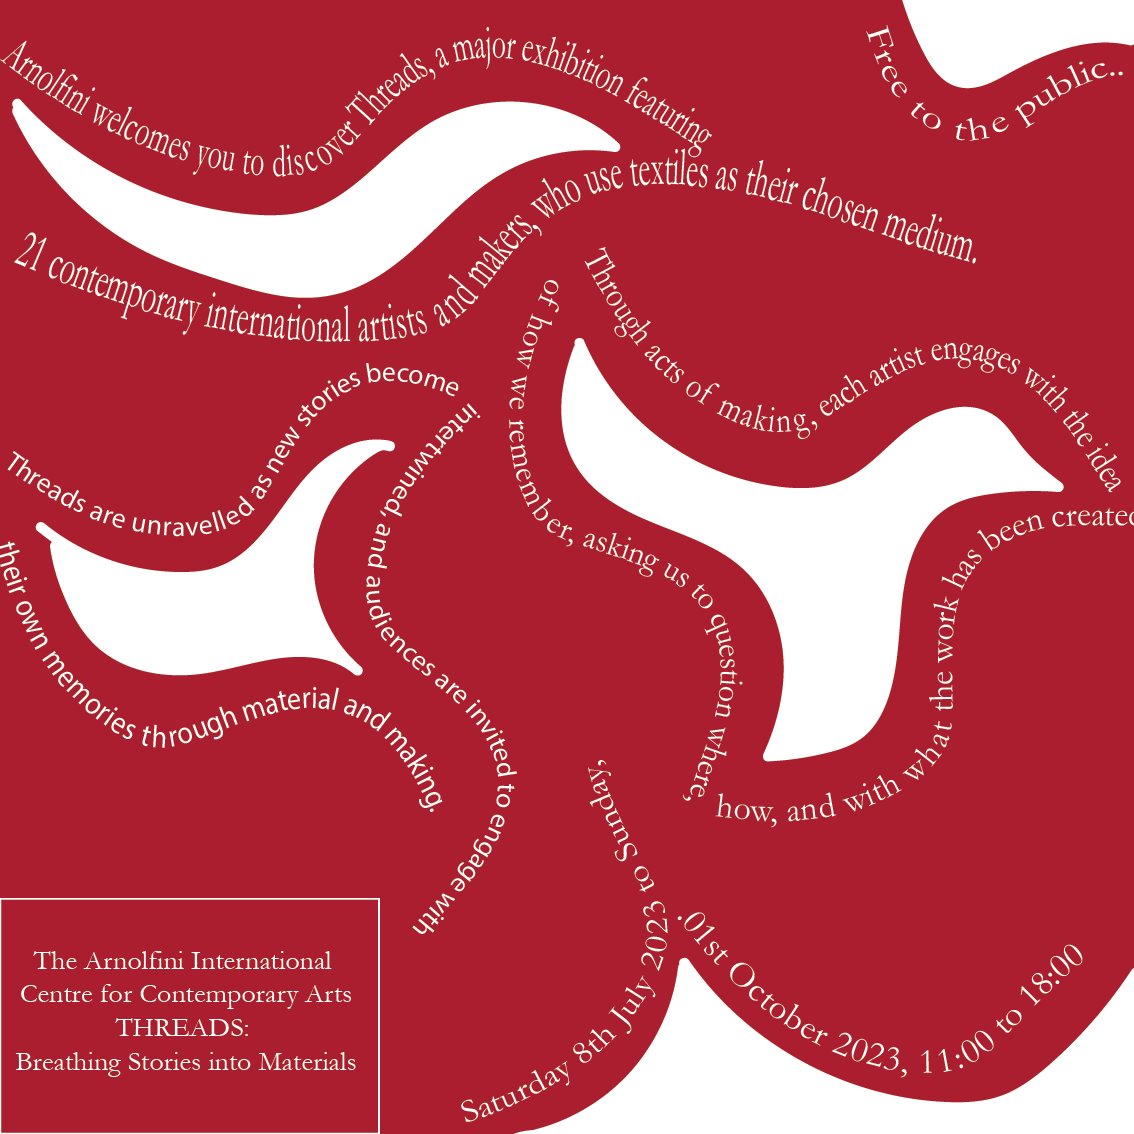 Arnolfini welcomes you to discover Threads, a major exhibition featuring
21 contemporary international artists and makers, who use textiles as their chosen medium.
Free to the public..
Through acts of making, each artist engages with the idea
of how we remember, asking us to question where,
how, and with what the work has been created
Threads are unravelled as new stories become
intertwined, and audiences are invited to engage with
their own memories through material and making.
Saturday 8th July 2023 to Sunday,
.01st October 2023, 11:00 to 18:00
The Arnolfini International
Centre for Contemporary Arts
THREADS:
Breathing Stories into Materials